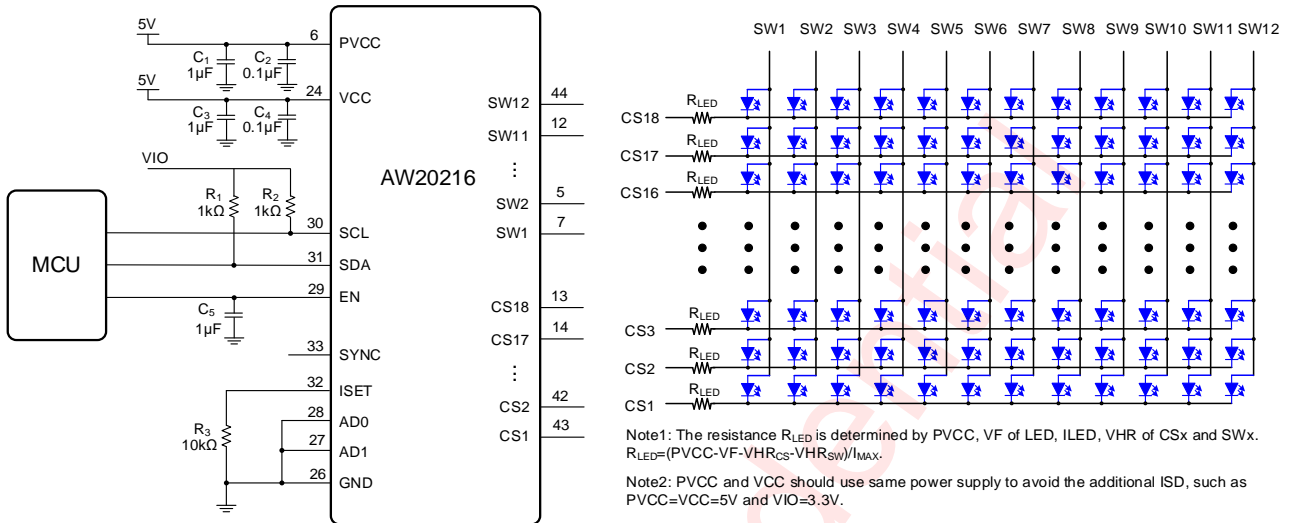 5V
6
PVCC
C1
1µF
C2
0.1µF
5V
24
VCC
C3
1µF
C4
0.1µF
VIO
R1
1kΩ
R2
1kΩ
MCU
30
SCL
31
SDA
29
EN
C5
1µF
33
SYNC
32
ISET
R3
10kΩ
28
AD0
27
AD1
26
GND
AW20216
SW12
44
SW11
12
⋮
SW2
5
SW1
7
CS18
13
CS17
14
⋮
CS2
42
CS1
43
SW1 SW2 SW3 SW4 SW5 SW6 SW7 SW8 SW9 SW10 SW11 SW12
RLED
CS18
RLED
CS17
RLED
CS16
RLED
CS3
RLED
CS2
RLED
CS1
Note1: The resistance RLED is determined by PVCC, VF of LED, ILED, VHR of CSx and SWx.
RLED=(PVCC-VF-VHRCS-VHRSW)/IMAX.
Note2: PVCC and VCC should use same power supply to avoid the additional ISD, such as
PVCC=VCC=5V and VIO=3.3V.
dential